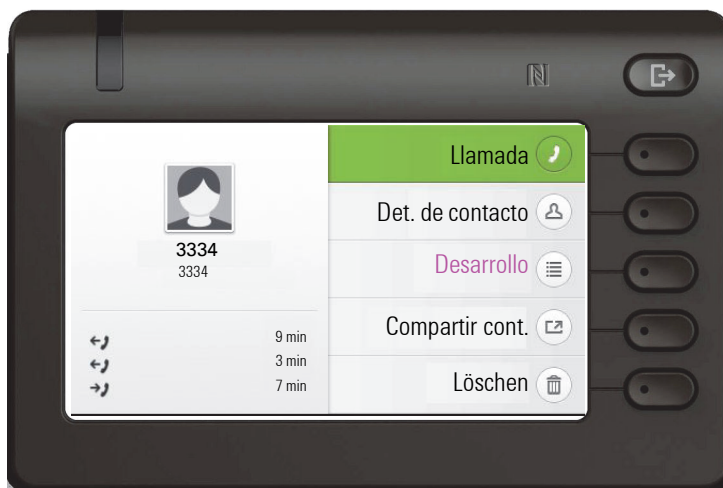 Llamada
Det. de contacto
Desarrollo
Compartir cont.
Löschen
3334
3334
9 min
3 min
7 min